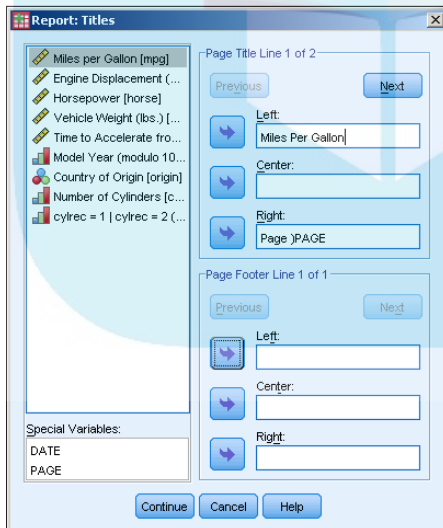 Report: Titles
Miles per Gallon [mpg]
Engine Displacement (...
Horsepower [horse]
Vehicle Weight (lbs.) [...
Time to Accelerate fro...
Model Year (modulo 10...
Country of Origin [origin]
Number of Cylinders [c...
cylrec = 1 | cylrec = 2 (...
Special Variables:
DATE
PAGE
Page Title Line 1 of 2
Previous Next
Left:
Miles Per Gallon
Center:
Right:
Page )PAGE
Page Footer Line 1 of 1
Previous Next
Left:
Center:
Right:
Continue Cancel Help